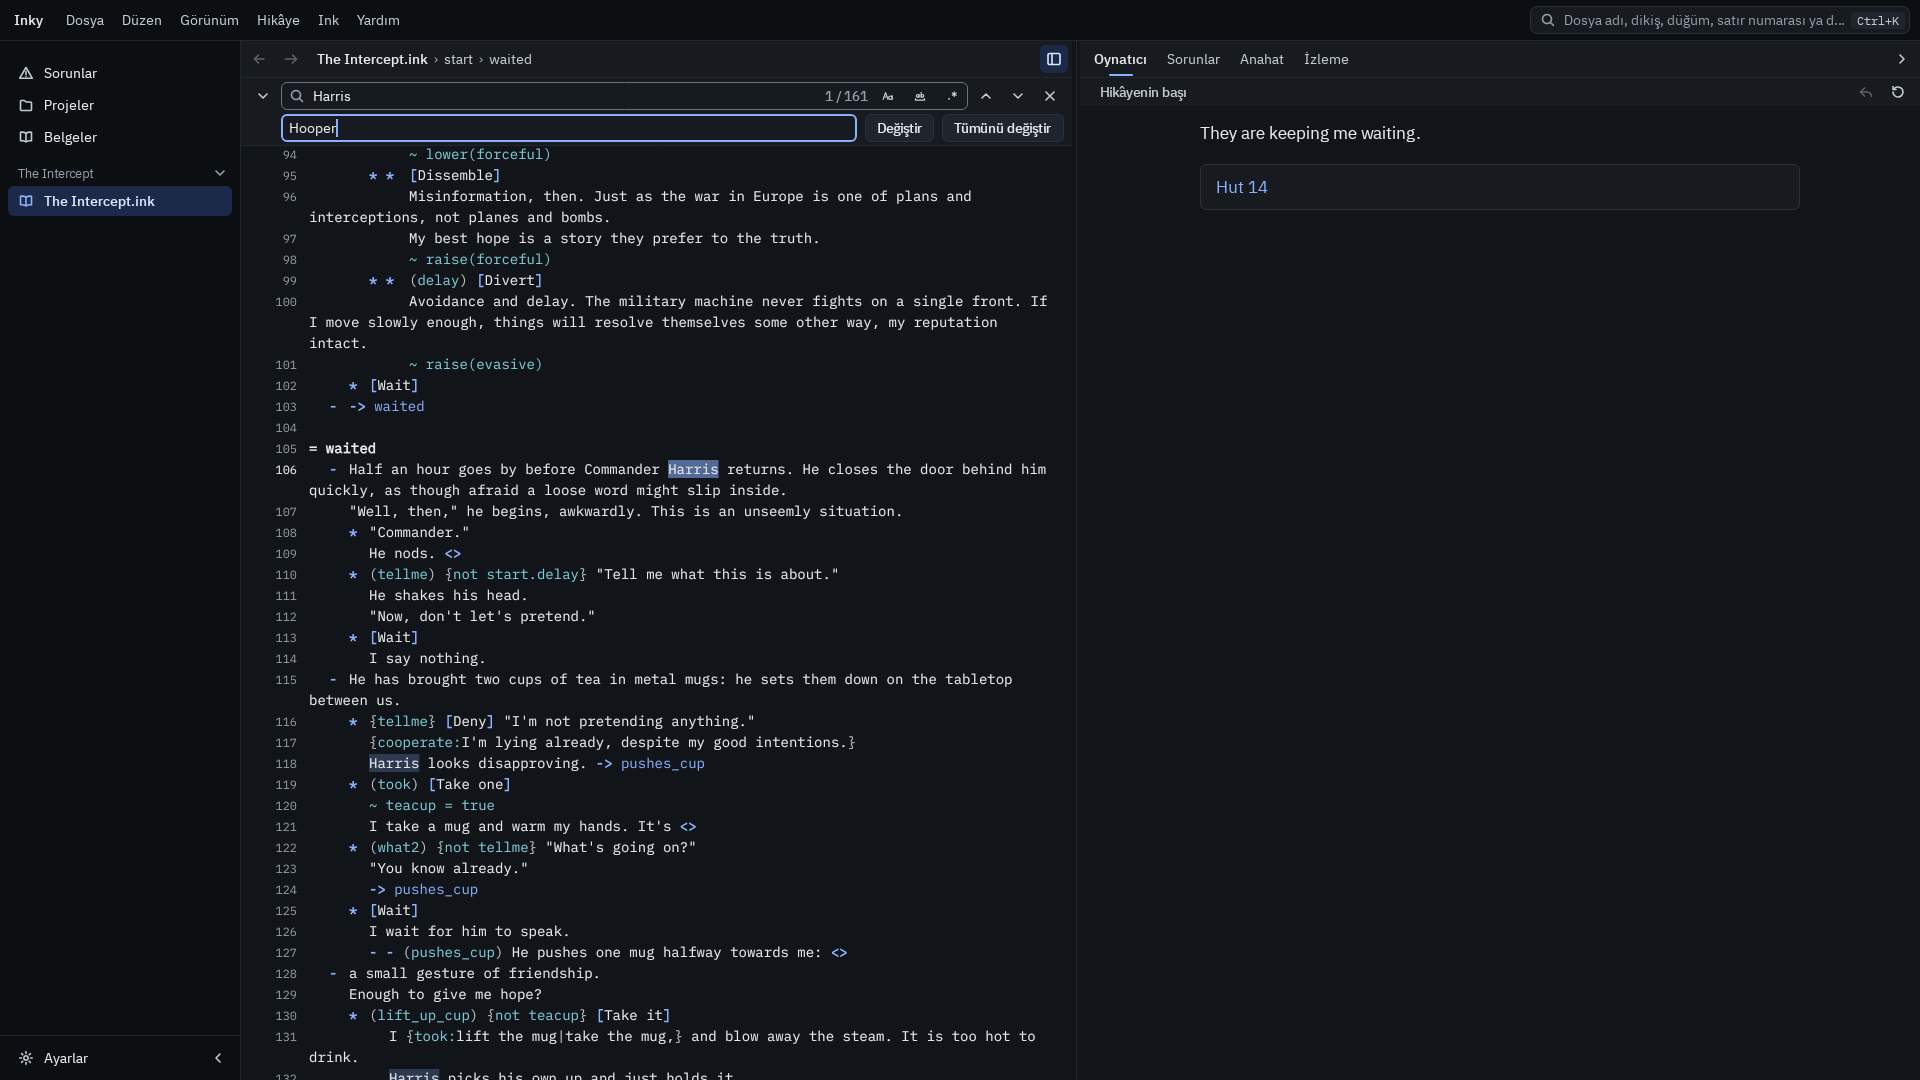 Inky Dosya Düzen Görünüm Hikâye Ink Yardım
Dosya adı, dikiş, düğüm, satır numarası ya d... Ctrl+K
Sorunlar
Projeler
Belgeler
The Intercept
The Intercept.ink
Ayarlar
The Intercept.ink › start › waited
Harris 1 / 161 Aa ab .*
Hooper Değiştir Tümünü değiştir
94 ~ lower(forceful)
95 * * [Dissemble]
96 Misinformation, then. Just as the war in Europe is one of plans and
interceptions, not planes and bombs.
97 My best hope is a story they prefer to the truth.
98 ~ raise(forceful)
99 * * (delay) [Divert]
100 Avoidance and delay. The military machine never fights on a single front. If
I move slowly enough, things will resolve themselves some other way, my reputation
intact.
101 ~ raise(evasive)
102 * [Wait]
103 - -> waited
104
105 = waited
106 - Half an hour goes by before Commander Harris returns. He closes the door behind him
quickly, as though afraid a loose word might slip inside.
107 "Well, then," he begins, awkwardly. This is an unseemly situation.
108 * "Commander."
109 He nods. <>
110 * (tellme) {not start.delay} "Tell me what this is about."
111 He shakes his head.
112 "Now, don't let's pretend."
113 * [Wait]
114 I say nothing.
115 - He has brought two cups of tea in metal mugs: he sets them down on the tabletop
between us.
116 * {tellme} [Deny] "I'm not pretending anything."
117 {cooperate:I'm lying already, despite my good intentions.}
118 Harris looks disapproving. -> pushes_cup
119 * (took) [Take one]
120 ~ teacup = true
121 I take a mug and warm my hands. It's <>
122 * (what2) {not tellme} "What's going on?"
123 "You know already."
124 -> pushes_cup
125 * [Wait]
126 I wait for him to speak.
127 - - (pushes_cup) He pushes one mug halfway towards me: <>
128 - a small gesture of friendship.
129 Enough to give me hope?
130 * (lift_up_cup) {not teacup} [Take it]
131 I {took:lift the mug|take the mug,} and blow away the steam. It is too hot to
drink.
132 Harris picks his own up and just holds it.
Oynatıcı Sorunlar Anahat İzleme
Hikâyenin başı
They are keeping me waiting.
Hut 14